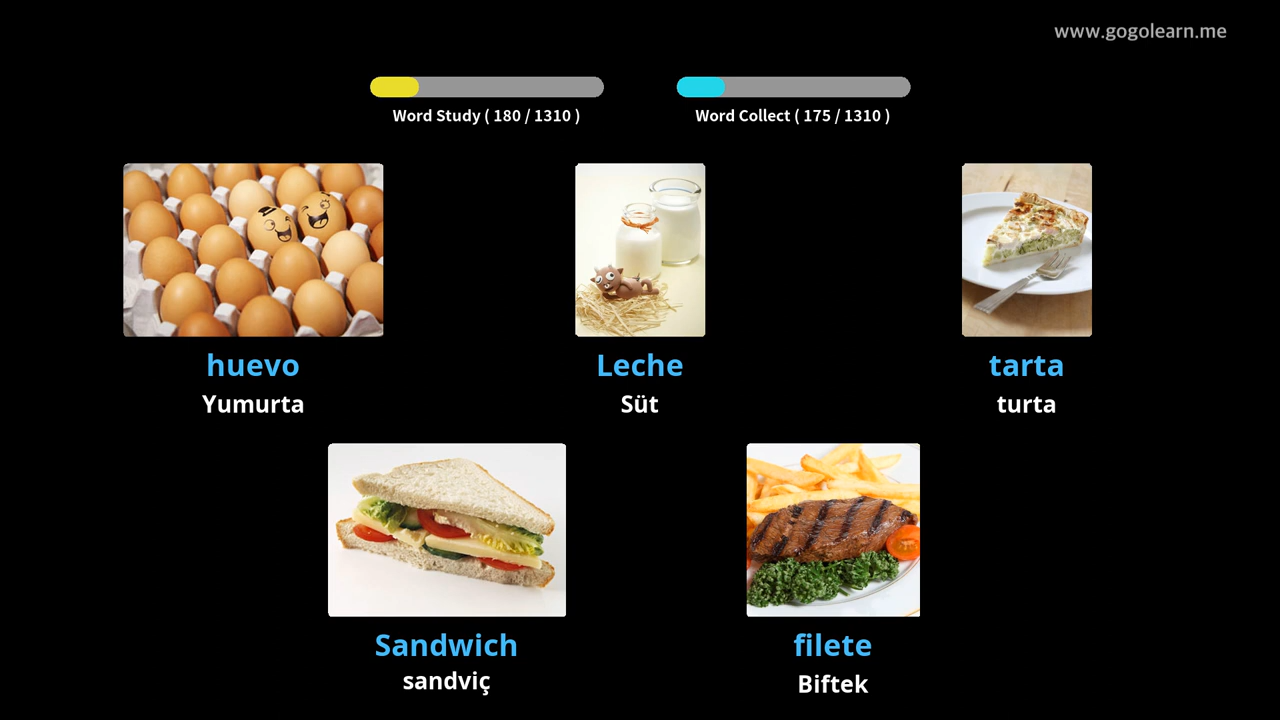 www.gogolearn.me
Word Study ( 180 / 1310 )
Word Collect ( 175 / 1310 )
huevo
Yumurta
Leche
Süt
tarta
turta
Sandwich
sandviç
filete
Biftek